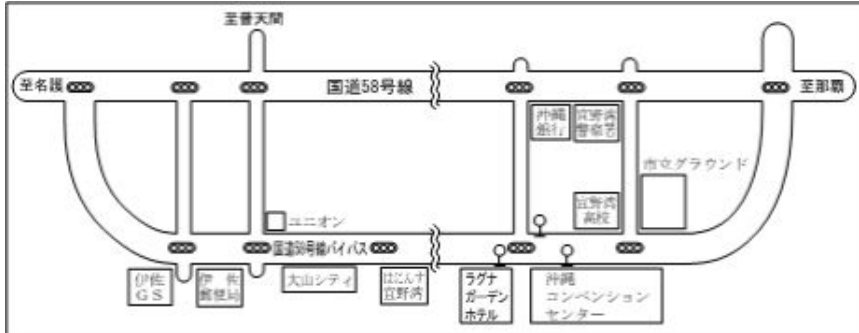 至普天間
至名護
国道58号線
至那覇
沖縄
銀行
宜野湾
警察署
市立グラウンド
宜野湾
高校
ユニオン
国道58号線バイパス
伊佐
GS
伊佐
郵便局
大山シティ
はにんす
宜野湾
ラグナ
ガーデン
ホテル
沖縄
コンベンション
センター